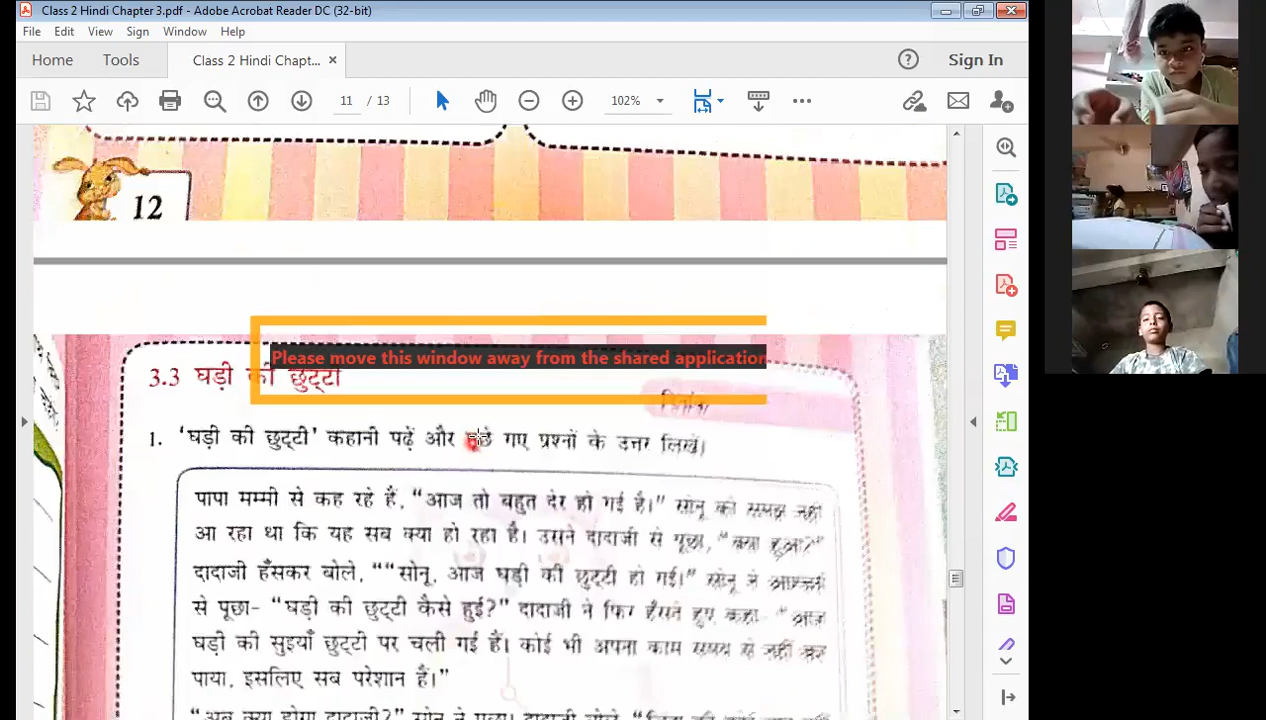 Class 2 Hindi Chapter 3.pdf - Adobe Acrobat Reader DC (32-bit)
File Edit View Sign Window Help
Home Tools Class 2 Hindi Chapt... × Sign In
11 / 13 102%
12
Please move this window away from the shared application
3.3 घड़ी की छुट्टी
दिनांक
1. 'घड़ी की छुट्टी' कहानी पढ़ें और पूछे गए प्रश्नों के उत्तर लिखें।
पापा मम्मी से कह रहे हैं, "आज तो बहुत देर हो गई है।" सोनू को समझ नहीं
आ रहा था कि यह सब क्या हो रहा है। उसने दादाजी से पूछा, "क्या हुआ?"
दादाजी हँसकर बोले, ""सोनू, आज घड़ी की छुट्टी हो गई।" सोनू ने आश्चर्य
से पूछा- "घड़ी की छुट्टी कैसे हुई?" दादाजी ने फिर हँसते हुए कहा- "आज
घड़ी की सुइयाँ छुट्टी पर चली गई हैं। कोई भी अपना काम समय से नहीं कर
पाया, इसलिए सब परेशान हैं।"
"अब क्या होगा दादाजी?" सोनू ने पूछा। दादाजी बोले,